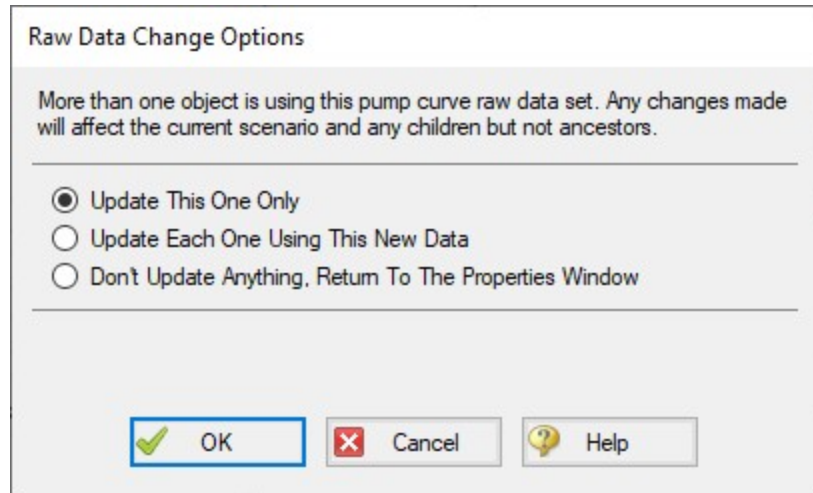 Raw Data Change Options
More than one object is using this pump curve raw data set. Any changes made
will affect the current scenario and any children but not ancestors.
Update This One Only
Update Each One Using This New Data
Don't Update Anything, Return To The Properties Window
OK
Cancel
Help